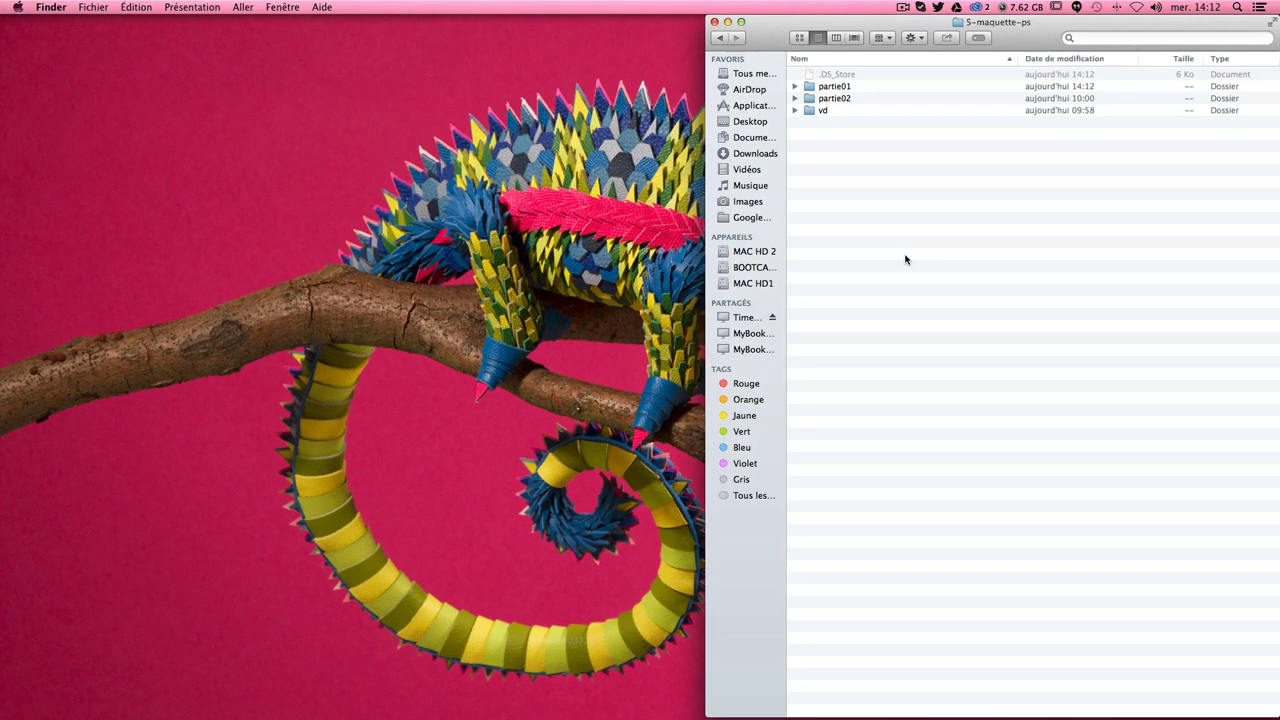 Finder Fichier Édition Présentation Aller Fenêtre Aide 2 7.62 GB mer. 14:12
5-maquette-ps
FAVORIS
Tous me...
AirDrop
Applicat...
Desktop
Docume...
Downloads
Vidéos
Musique
Images
Google...
APPAREILS
MAC HD 2
BOOTCA...
MAC HD1
PARTAGÉS
Time...
MyBook...
MyBook...
TAGS
Rouge
Orange
Jaune
Vert
Bleu
Violet
Gris
Tous les...
Nom Date de modification Taille Type
.DS_Store aujourd'hui 14:12 6 Ko Document
partie01 aujourd'hui 14:12 -- Dossier
partie02 aujourd'hui 10:00 -- Dossier
vd aujourd'hui 09:58 -- Dossier